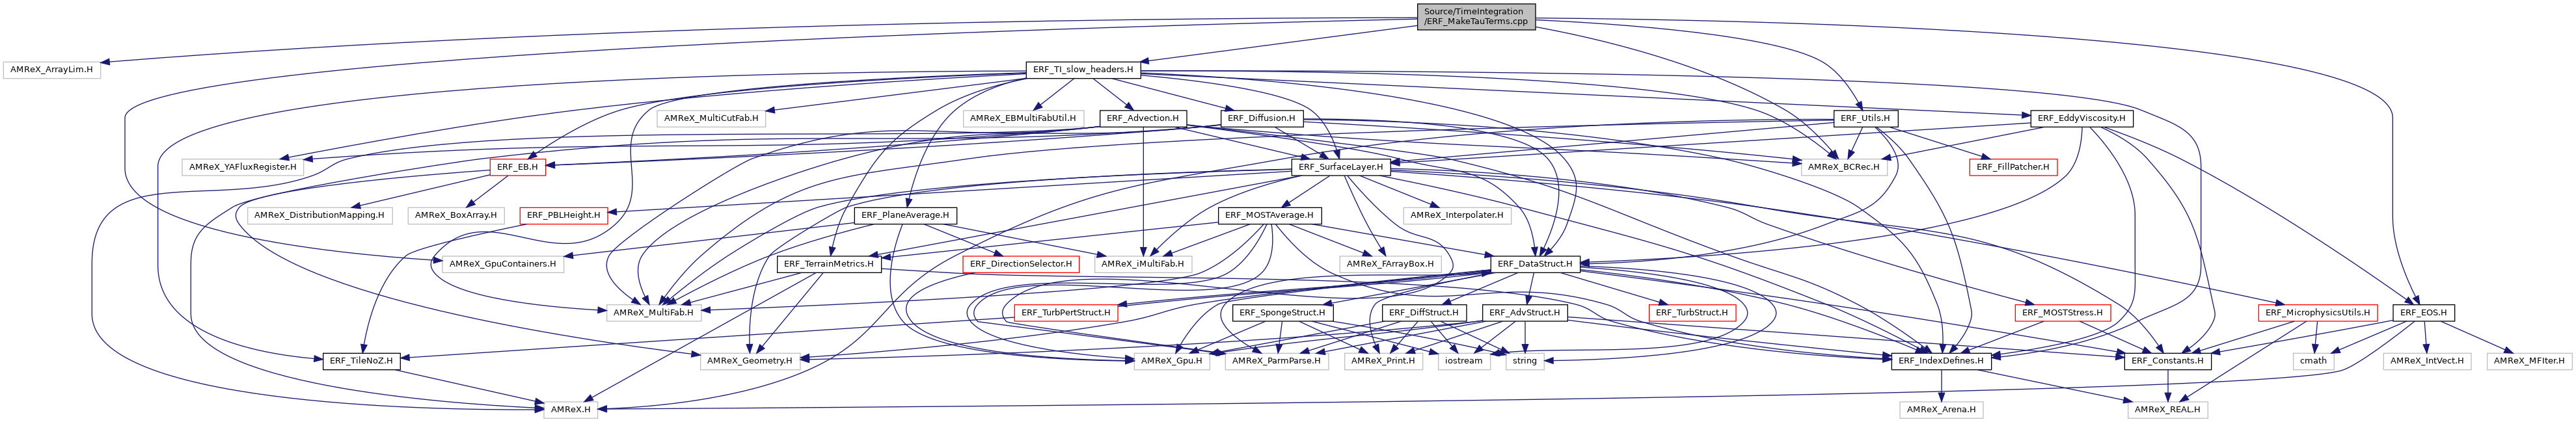 Source/TimeIntegration
/ERF_MakeTauTerms.cpp
AMReX_ArrayLim.H
ERF_TI_slow_headers.H
AMReX_MultiCutFab.H
AMReX_EBMultiFabUtil.H
ERF_Advection.H
ERF_Diffusion.H
ERF_Utils.H
ERF_EddyViscosity.H
AMReX_YAFluxRegister.H
ERF_EB.H
ERF_SurfaceLayer.H
AMReX_BCRec.H
ERF_FillPatcher.H
AMReX_DistributionMapping.H
AMReX_BoxArray.H
ERF_PBLHeight.H
ERF_PlaneAverage.H
ERF_MOSTAverage.H
AMReX_Interpolater.H
AMReX_GpuContainers.H
ERF_TerrainMetrics.H
ERF_DirectionSelector.H
AMReX_iMultiFab.H
AMReX_FArrayBox.H
ERF_DataStruct.H
AMReX_MultiFab.H
ERF_TurbPertStruct.H
ERF_SpongeStruct.H
ERF_DiffStruct.H
ERF_AdvStruct.H
ERF_TurbStruct.H
ERF_MOSTStress.H
ERF_MicrophysicsUtils.H
ERF_EOS.H
ERF_TileNoZ.H
AMReX_Geometry.H
AMReX_Gpu.H
AMReX_ParmParse.H
AMReX_Print.H
iostream
string
ERF_IndexDefines.H
ERF_Constants.H
cmath
AMReX_IntVect.H
AMReX_MFIter.H
AMReX.H
AMReX_Arena.H
AMReX_REAL.H